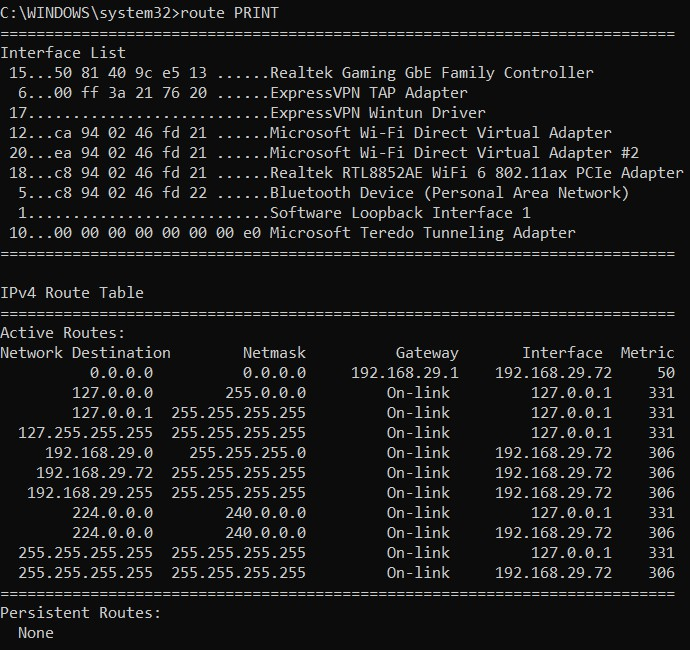 C:\WINDOWS\system32>route PRINT
===========================================================================
Interface List
 15...50 81 40 9c e5 13 ......Realtek Gaming GbE Family Controller
  6...00 ff 3a 21 76 20 ......ExpressVPN TAP Adapter
 17...........................ExpressVPN Wintun Driver
 12...ca 94 02 46 fd 21 ......Microsoft Wi-Fi Direct Virtual Adapter
 20...ea 94 02 46 fd 21 ......Microsoft Wi-Fi Direct Virtual Adapter #2
 18...c8 94 02 46 fd 21 ......Realtek RTL8852AE WiFi 6 802.11ax PCIe Adapter
  5...c8 94 02 46 fd 22 ......Bluetooth Device (Personal Area Network)
  1...........................Software Loopback Interface 1
 10...00 00 00 00 00 00 00 e0 Microsoft Teredo Tunneling Adapter
===========================================================================

IPv4 Route Table
===========================================================================
Active Routes:
Network Destination        Netmask          Gateway       Interface  Metric
          0.0.0.0          0.0.0.0     192.168.29.1    192.168.29.72     50
        127.0.0.0        255.0.0.0         On-link         127.0.0.1    331
        127.0.0.1  255.255.255.255         On-link         127.0.0.1    331
  127.255.255.255  255.255.255.255         On-link         127.0.0.1    331
     192.168.29.0    255.255.255.0         On-link     192.168.29.72    306
    192.168.29.72  255.255.255.255         On-link     192.168.29.72    306
   192.168.29.255  255.255.255.255         On-link     192.168.29.72    306
        224.0.0.0        240.0.0.0         On-link         127.0.0.1    331
        224.0.0.0        240.0.0.0         On-link     192.168.29.72    306
  255.255.255.255  255.255.255.255         On-link         127.0.0.1    331
  255.255.255.255  255.255.255.255         On-link     192.168.29.72    306
===========================================================================
Persistent Routes:
  None